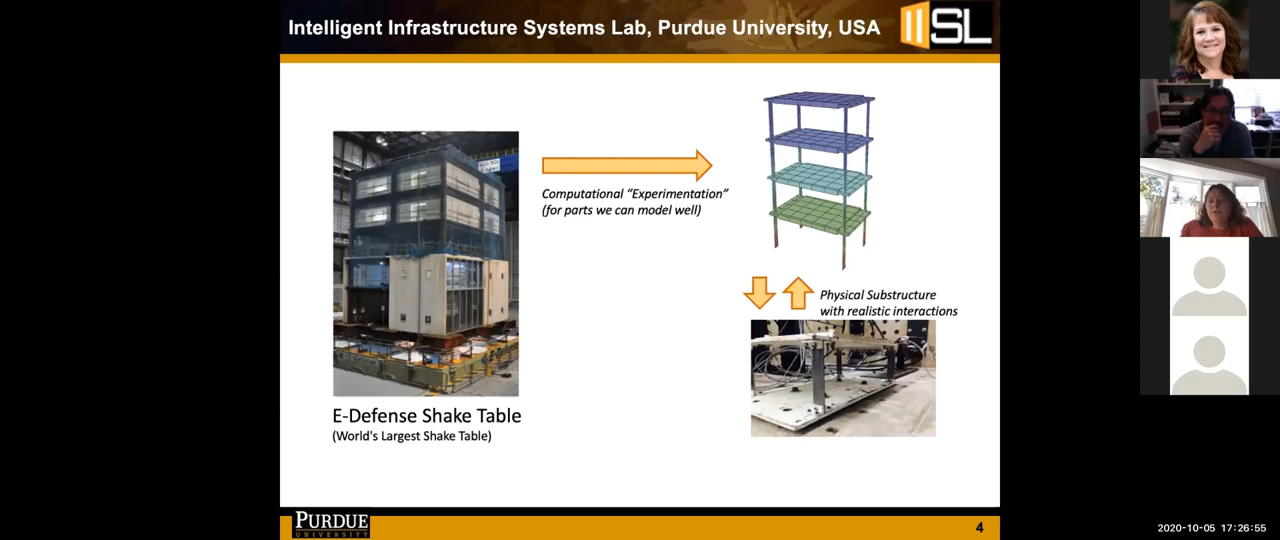 Intelligent Infrastructure Systems Lab, Purdue University, USA
IISL
Computational “Experimentation”
(for parts we can model well)
Physical Substructure
with realistic interactions
E-Defense Shake Table
(World's Largest Shake Table)
PURDUE
UNIVERSITY
4
2020-10-05 17:26:55